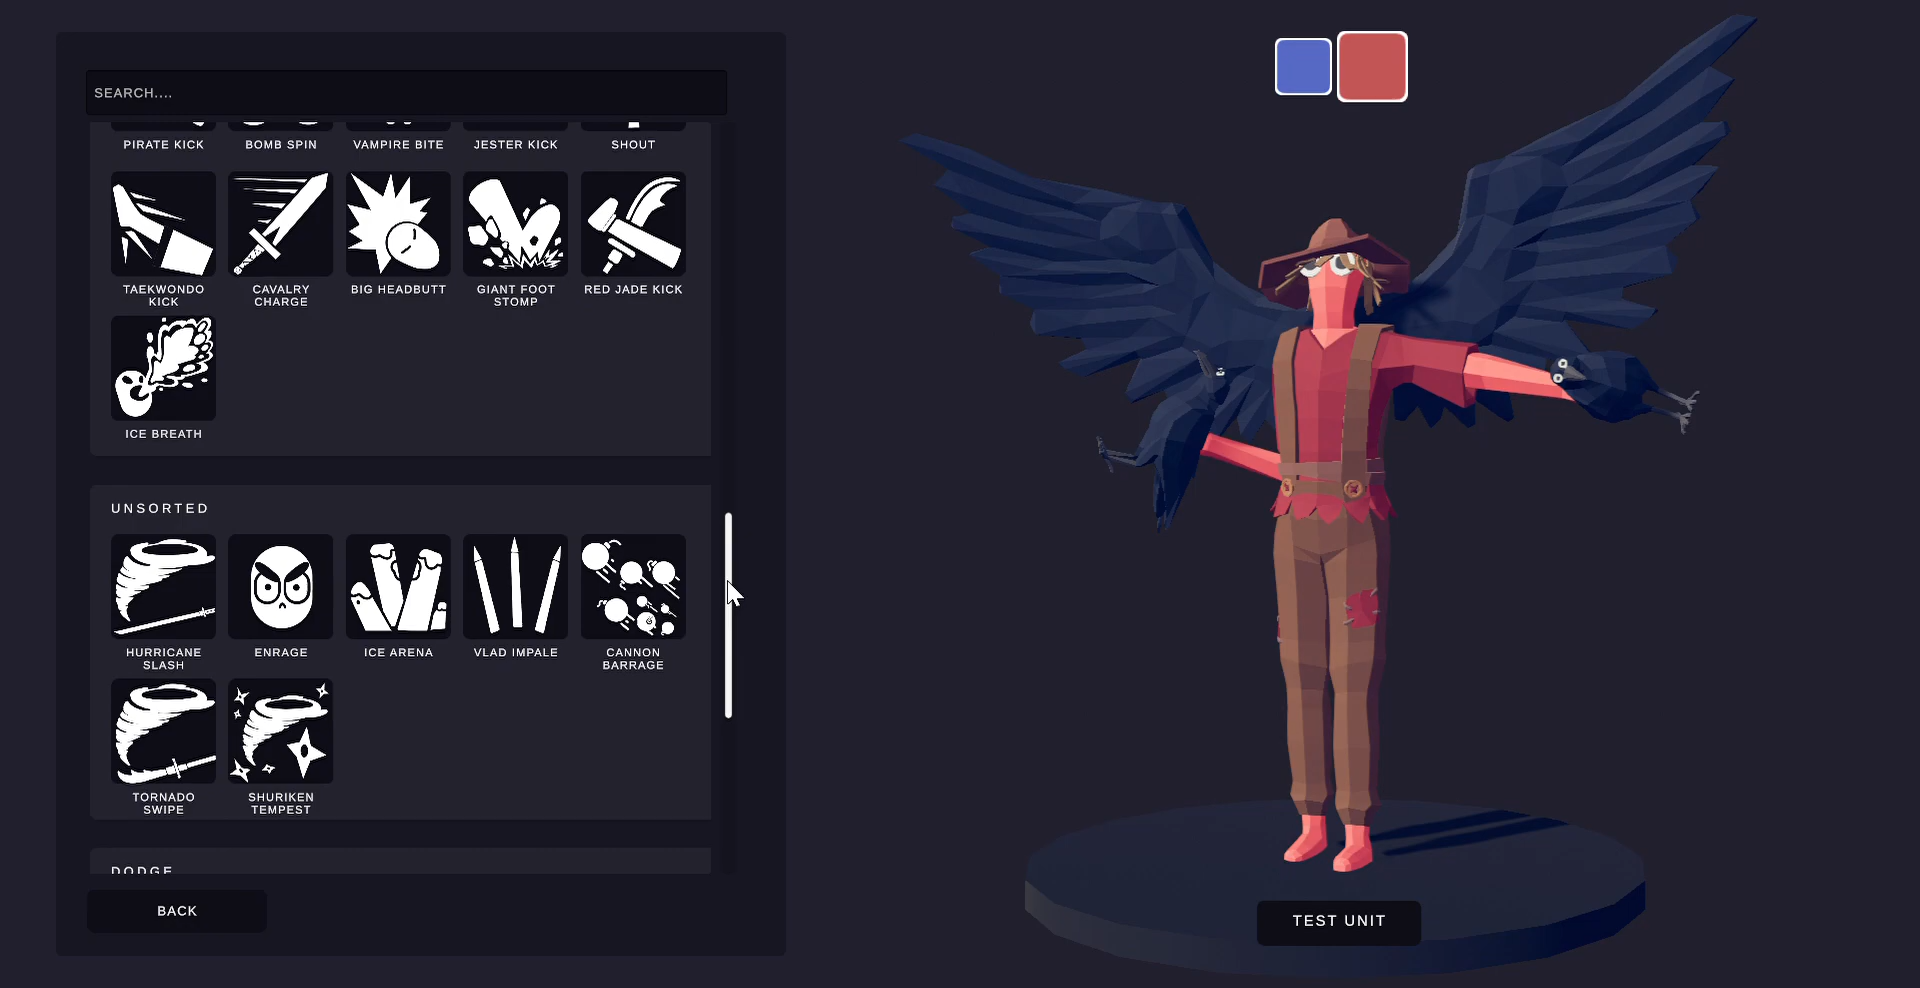 SEARCH....
PIRATE KICK
BOMB SPIN
VAMPIRE BITE
JESTER KICK
SHOUT
TAEKWONDO
KICK
CAVALRY
CHARGE
BIG HEADBUTT
GIANT FOOT
STOMP
RED JADE KICK
ICE BREATH
UNSORTED
HURRICANE
SLASH
ENRAGE
ICE ARENA
VLAD IMPALE
CANNON
BARRAGE
TORNADO
SWIPE
SHURIKEN
TEMPEST
DODGE
BACK
TEST UNIT